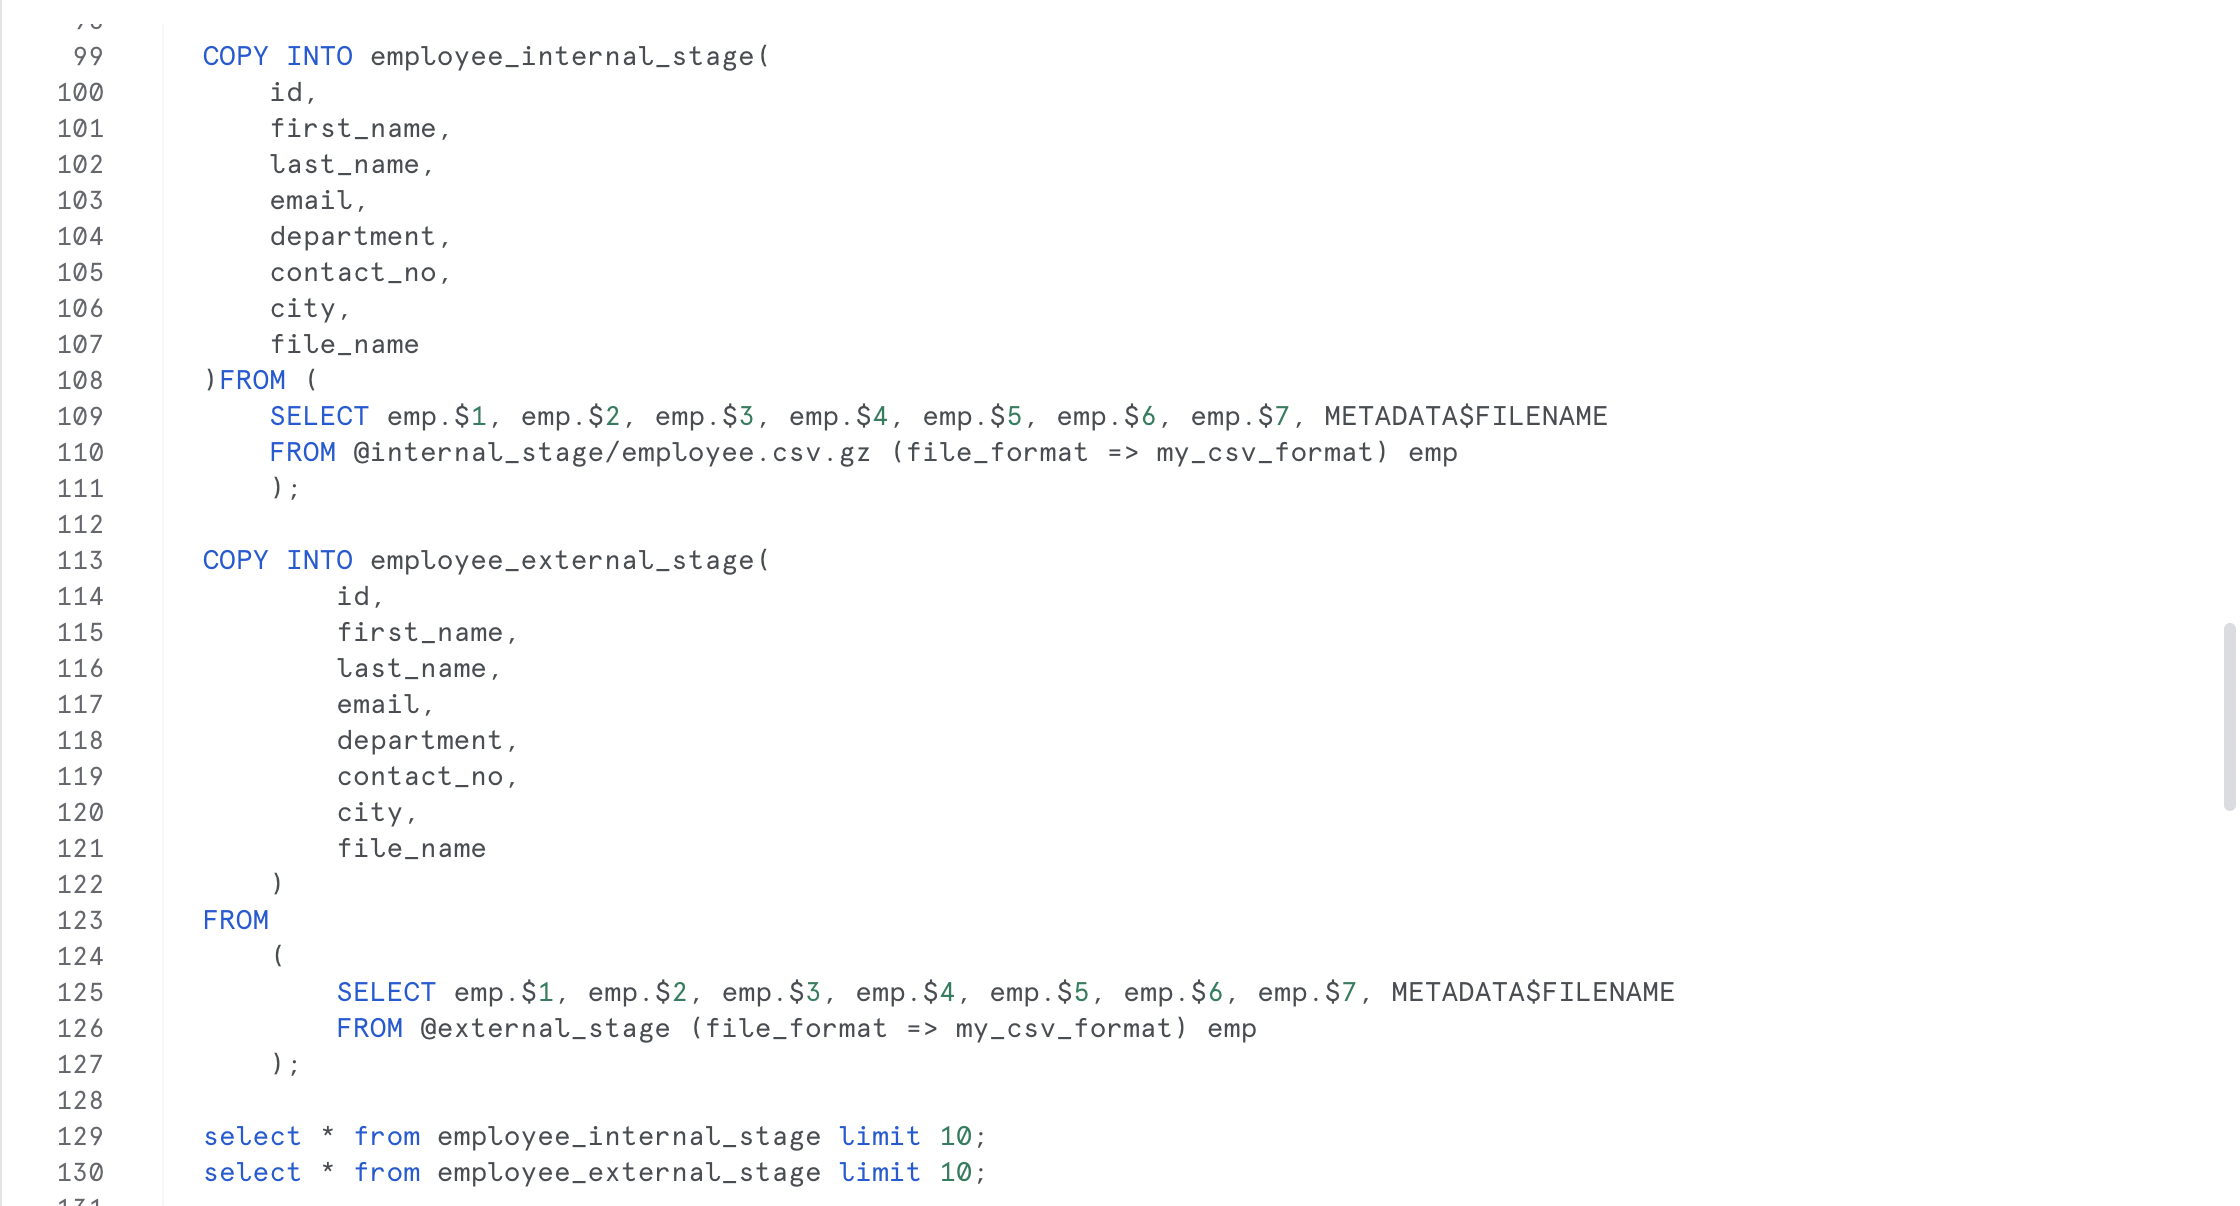 99 COPY INTO employee_internal_stage(
100 id,
101 first_name,
102 last_name,
103 email,
104 department,
105 contact_no,
106 city,
107 file_name
108 )FROM (
109 SELECT emp.$1, emp.$2, emp.$3, emp.$4, emp.$5, emp.$6, emp.$7, METADATA$FILENAME
110 FROM @internal_stage/employee.csv.gz (file_format => my_csv_format) emp
111 );
112
113 COPY INTO employee_external_stage(
114 id,
115 first_name,
116 last_name,
117 email,
118 department,
119 contact_no,
120 city,
121 file_name
122 )
123 FROM
124 (
125 SELECT emp.$1, emp.$2, emp.$3, emp.$4, emp.$5, emp.$6, emp.$7, METADATA$FILENAME
126 FROM @external_stage (file_format => my_csv_format) emp
127 );
128
129 select * from employee_internal_stage limit 10;
130 select * from employee_external_stage limit 10;